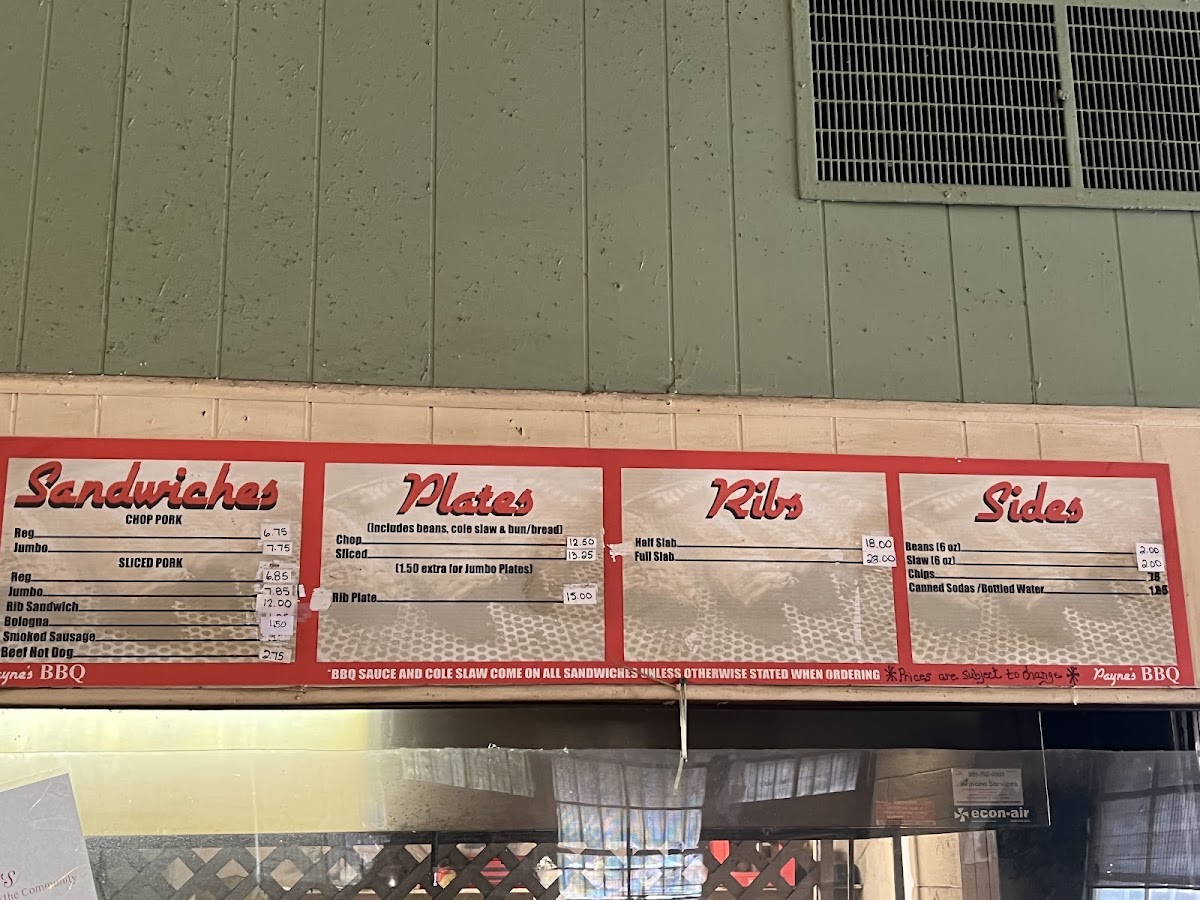 Sandwiches
CHOP PORK
Reg 6.75
Jumbo 7.75
SLICED PORK
Reg 6.85
Jumbo 7.85
Rib Sandwich 12.00
Bologna
Smoked Sausage
Beef Hot Dog 2.75
Plates
(Includes beans, cole slaw & bun/bread)
Chop 12.50
Sliced 13.25
(1.50 extra for Jumbo Plates)
Rib Plate 15.00
Ribs
Half Slab 18.00
Full Slab 28.00
Sides
Beans (6 oz) 2.00
Slaw (6 oz) 2.00
Chips
Canned Sodas /Bottled Water
Payne's BBQ
*BBQ SAUCE AND COLE SLAW COME ON ALL SANDWICHES UNLESS OTHERWISE STATED WHEN ORDERING
*Prices are subject to change *
Payne's BBQ
econ-air
the Community